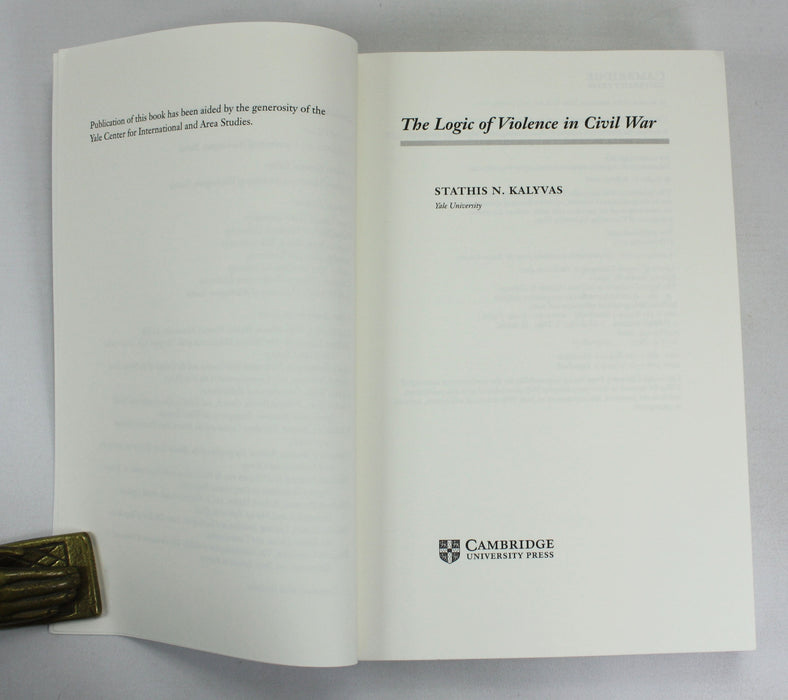 Publication of this book has been aided by the generosity of the
Yale Center for International and Area Studies.
The Logic of Violence in Civil War
STATHIS N. KALYVAS
Yale University
CAMBRIDGE
UNIVERSITY PRESS